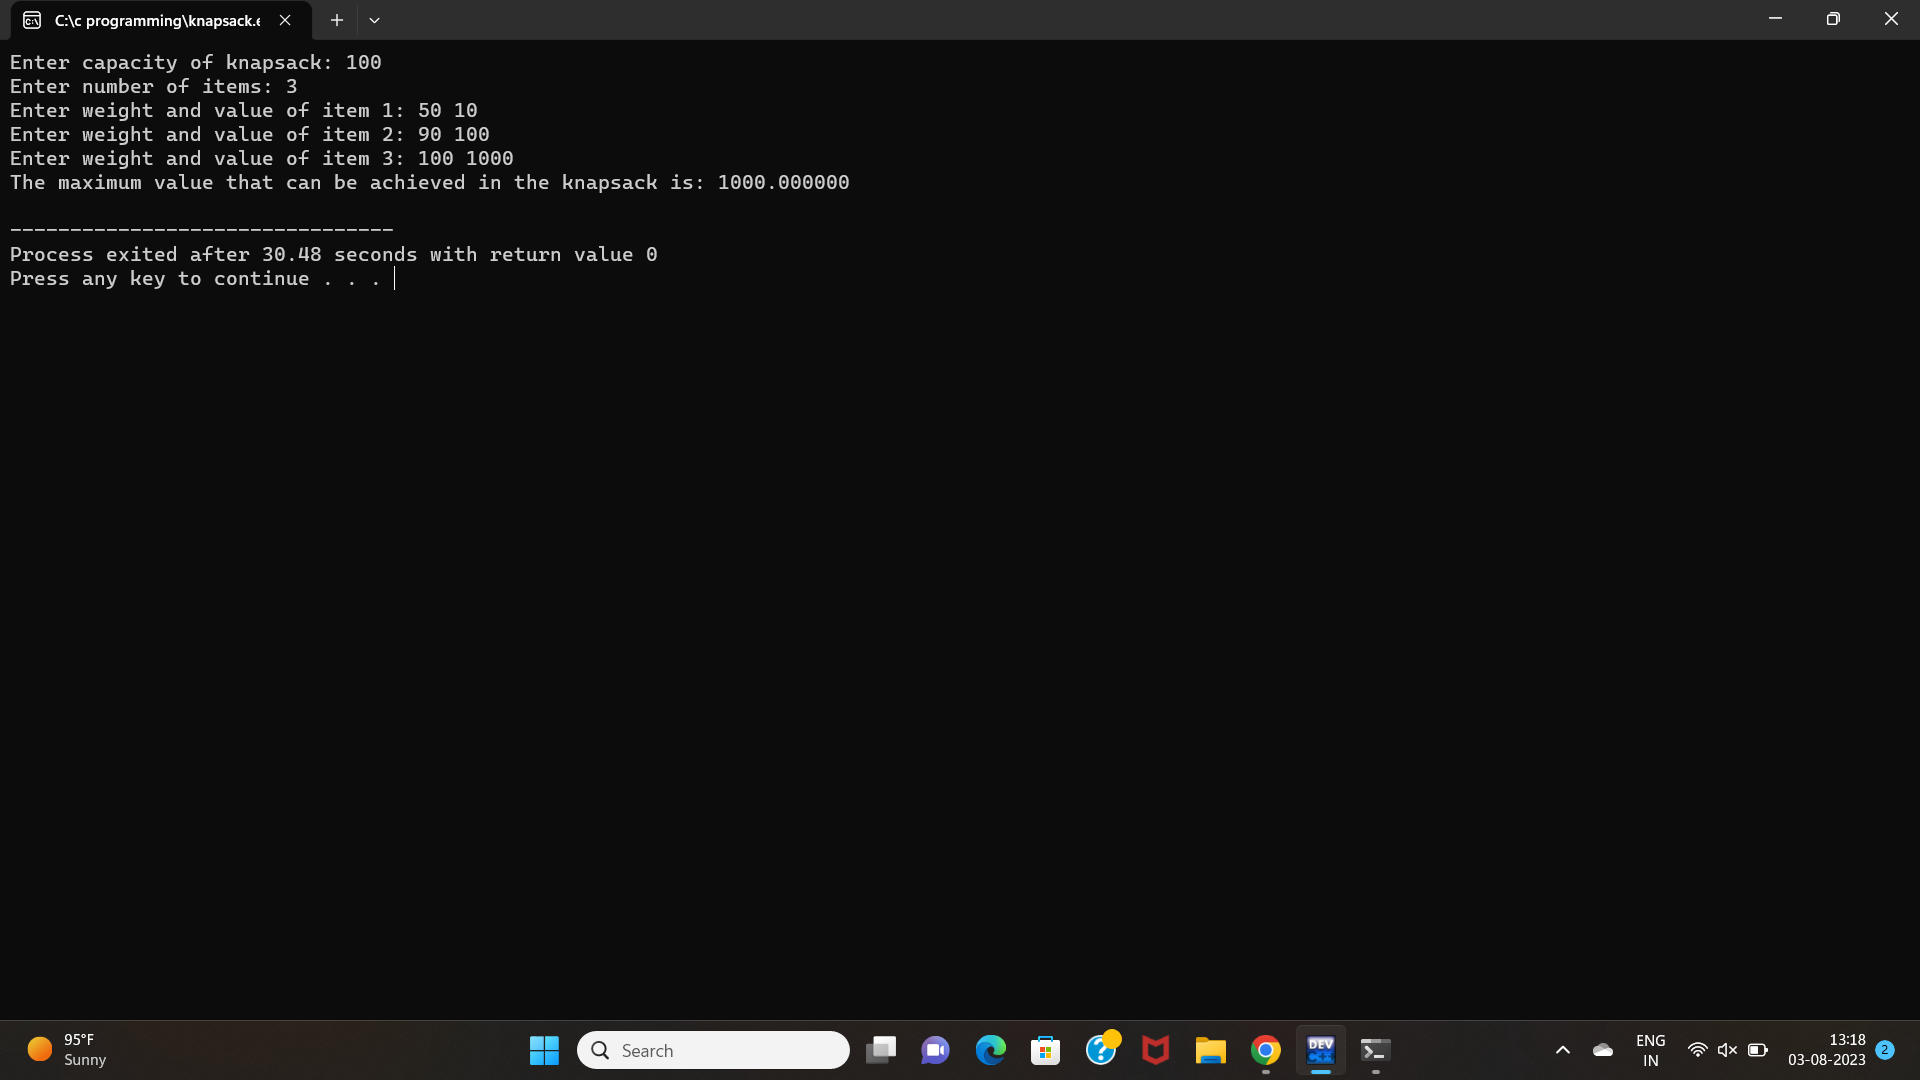 C:\c programming\knapsack.e
Enter capacity of knapsack: 100
Enter number of items: 3
Enter weight and value of item 1: 50 10
Enter weight and value of item 2: 90 100
Enter weight and value of item 3: 100 1000
The maximum value that can be achieved in the knapsack is: 1000.000000
--------------------------------
Process exited after 30.48 seconds with return value 0
Press any key to continue . . .
95°F
Sunny
Search
DEV
C++
ENG
IN
13:18
03-08-2023
2